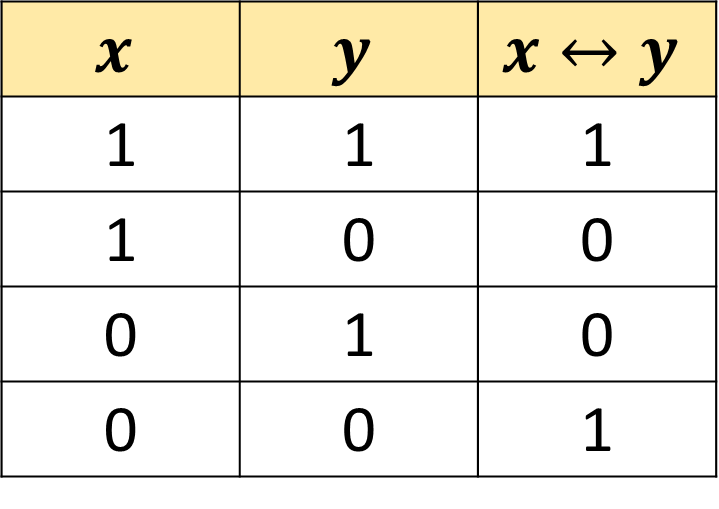 x y x ↔ y
1 1 1
1 0 0
0 1 0
0 0 1